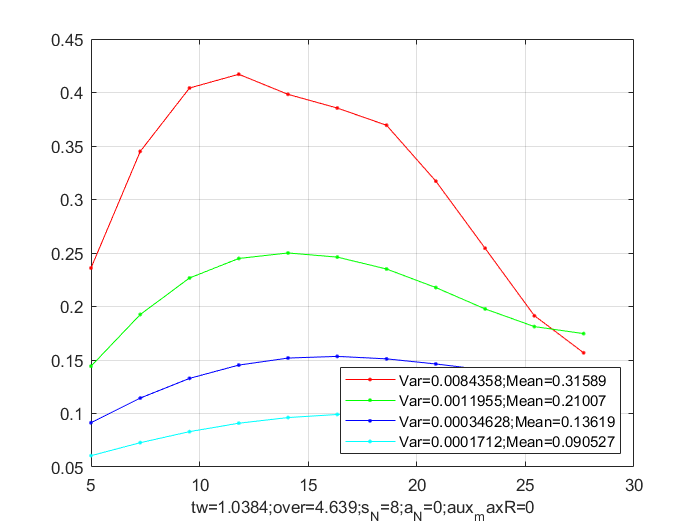 0.45
0.4
0.35
0.3
0.25
0.2
0.15
0.1
0.05
5 10 15 20 25 30
Var=0.0084358;Mean=0.31589
Var=0.0011955;Mean=0.21007
Var=0.00034628;Mean=0.13619
Var=0.0001712;Mean=0.090527
tw=1.0384;over=4.639;s_N=8;a_N=0;aux_maxR=0